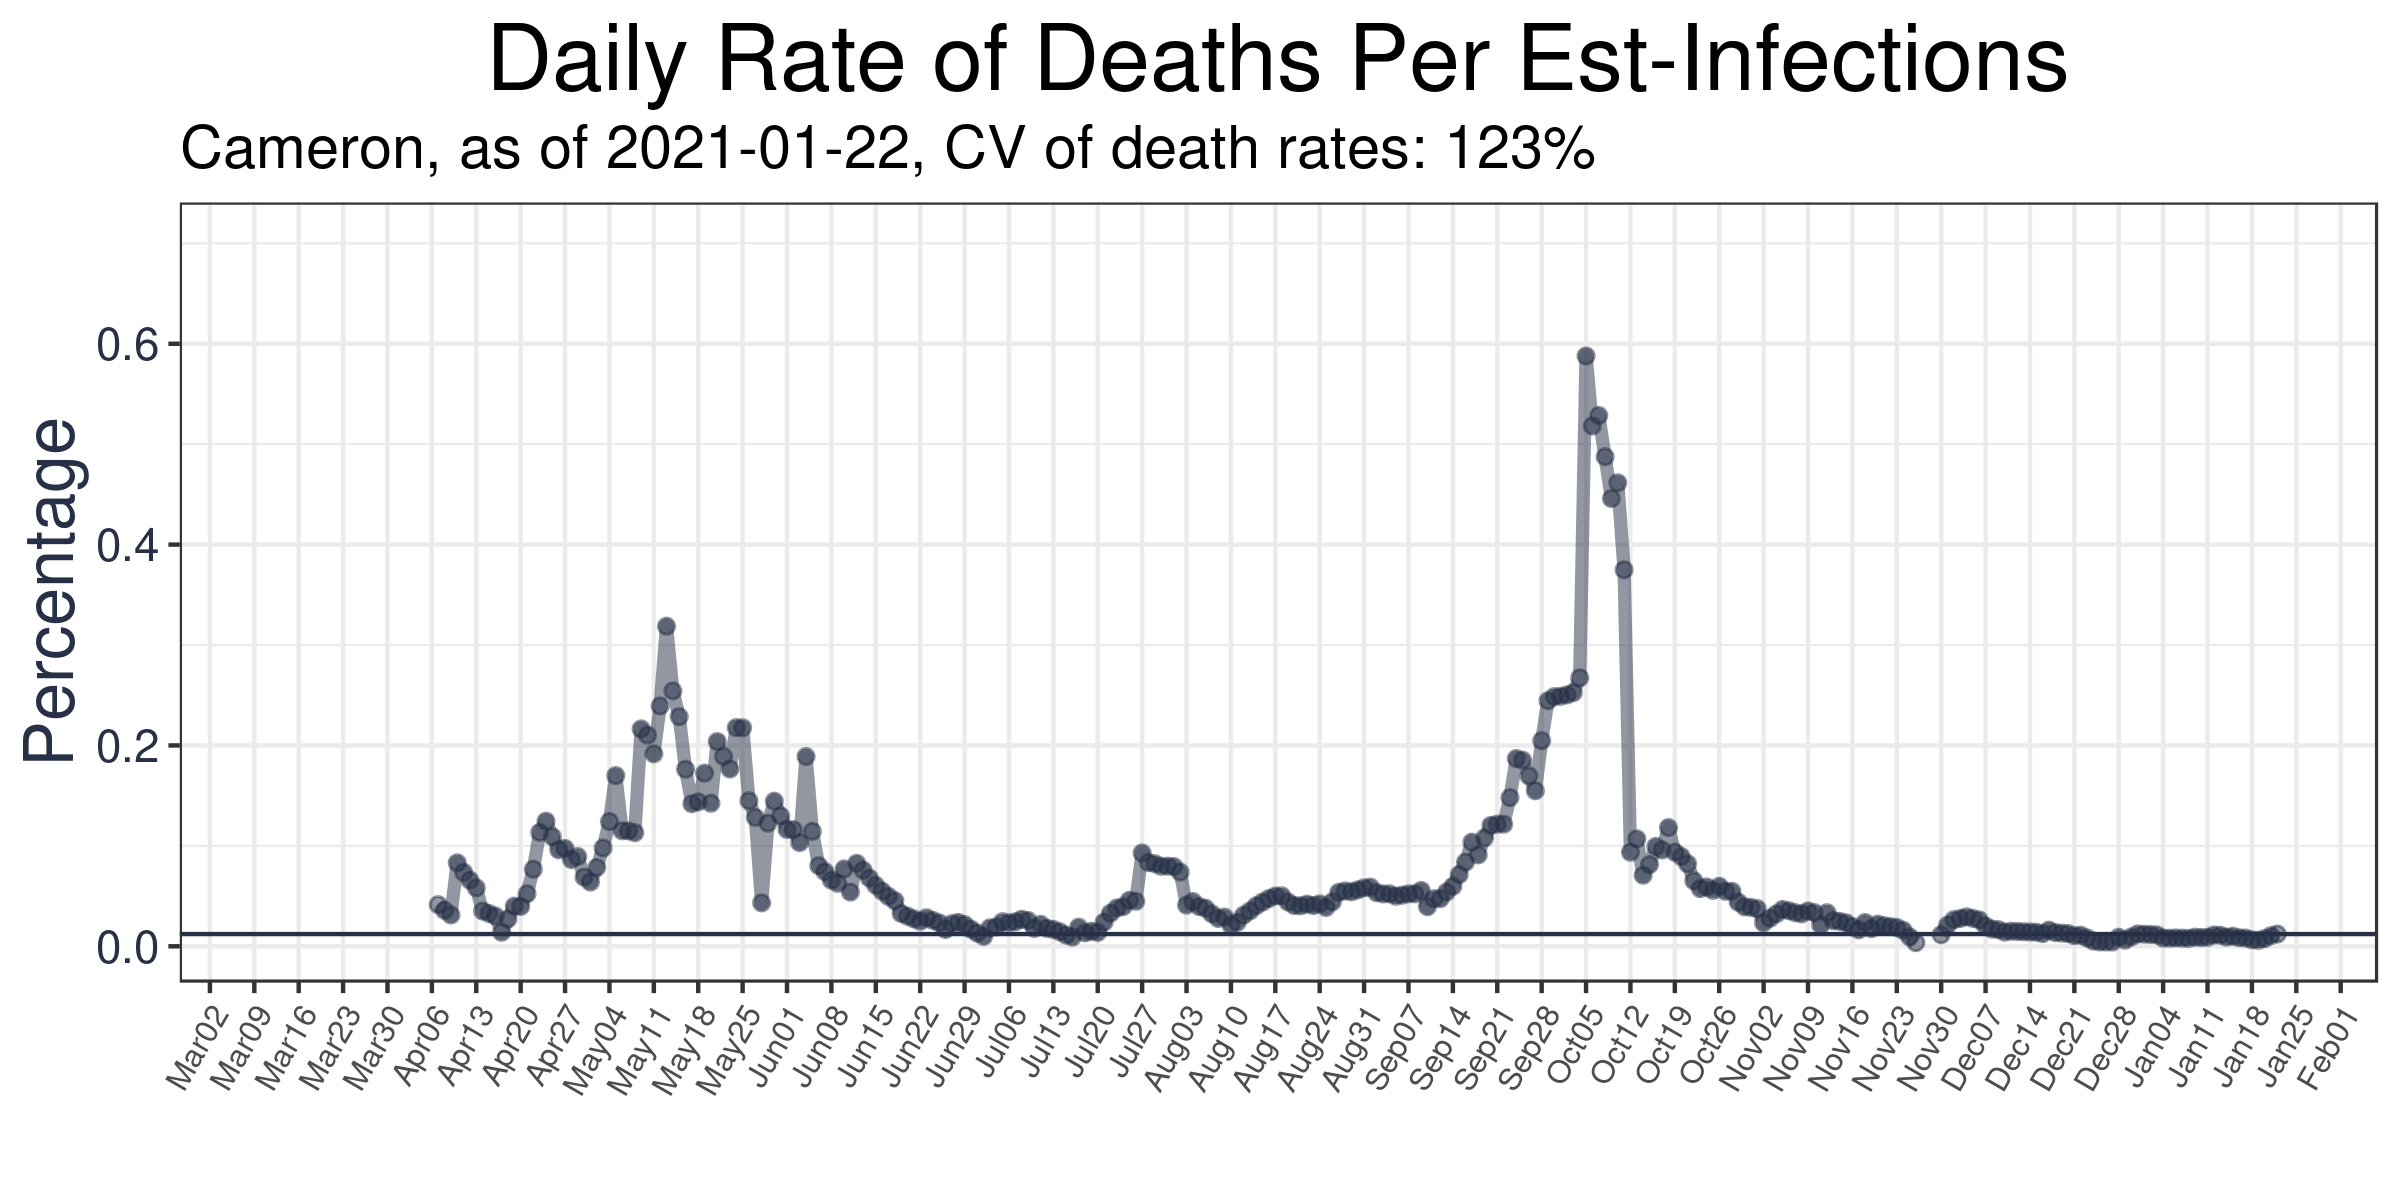 Daily Rate of Deaths Per Est-Infections
Cameron, as of 2021-01-22, CV of death rates: 123%
Percentage
0.6
0.4
0.2
0.0
Mar02 Mar09 Mar16 Mar23 Mar30 Apr06 Apr13 Apr20 Apr27 May04 May11 May18 May25 Jun01 Jun08 Jun15 Jun22 Jun29 Jul06 Jul13 Jul20 Jul27 Aug03 Aug10 Aug17 Aug24 Aug31 Sep07 Sep14 Sep21 Sep28 Oct05 Oct12 Oct19 Oct26 Nov02 Nov09 Nov16 Nov23 Nov30 Dec07 Dec14 Dec21 Dec28 Jan04 Jan11 Jan18 Jan25 Feb01